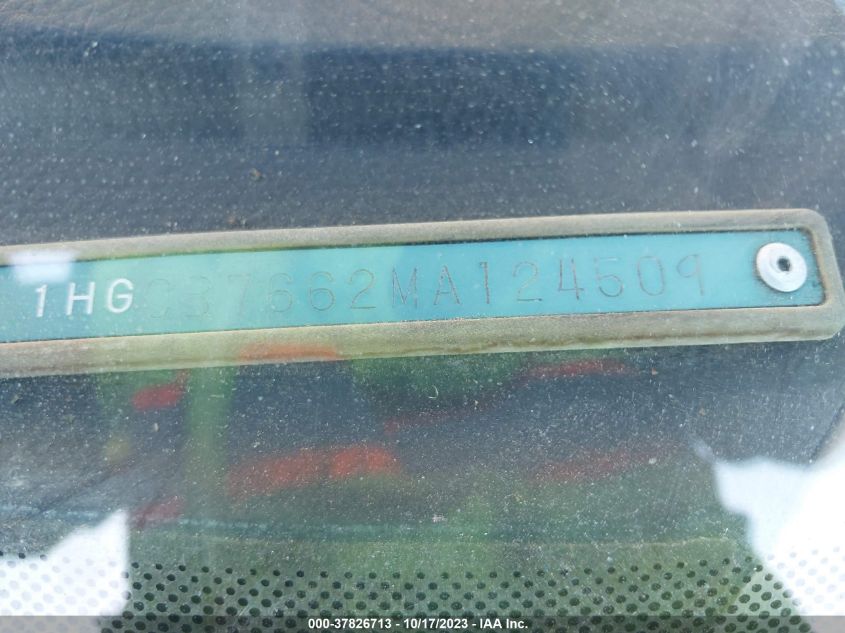 1HGCB7662MA124509
000-37826713 - 10/17/2023 - IAA Inc.